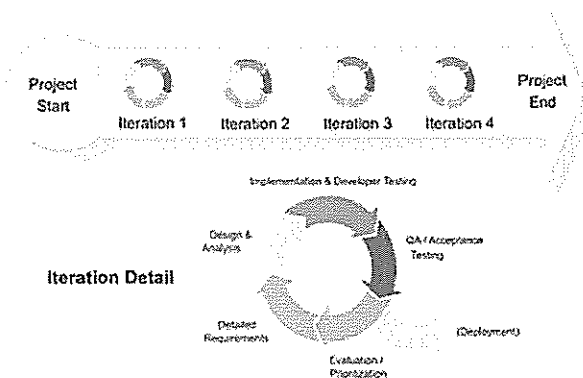 Project
Start
Iteration 1
Iteration 2
Iteration 3
Iteration 4
Project
End
Implementation & Developer Testing
Design &
Analysis
QA / Acceptance
Testing
Iteration Detail
Detailed
Requirements
(Deployment)
Evaluation /
Prioritization